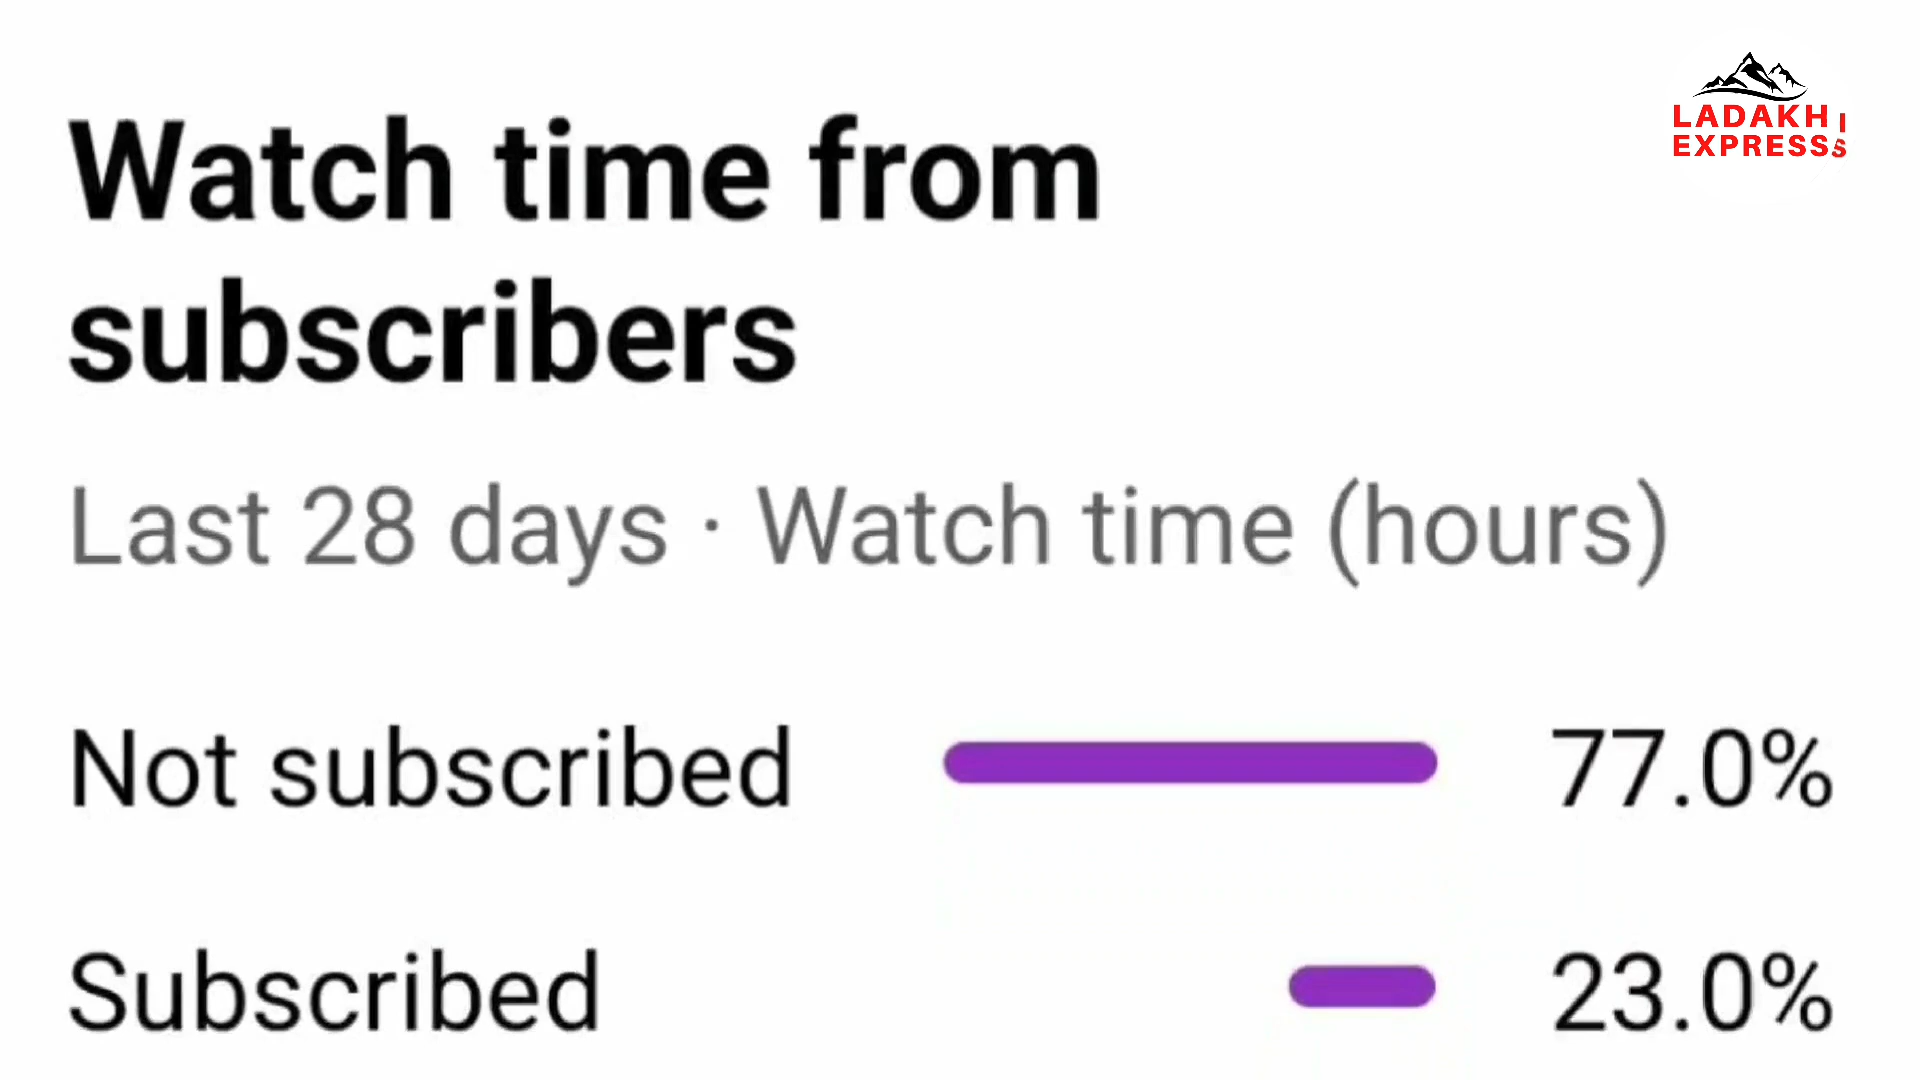 LADAKH
EXPRESS
Watch time from
subscribers
Last 28 days · Watch time (hours)
Not subscribed 77.0%
Subscribed 23.0%